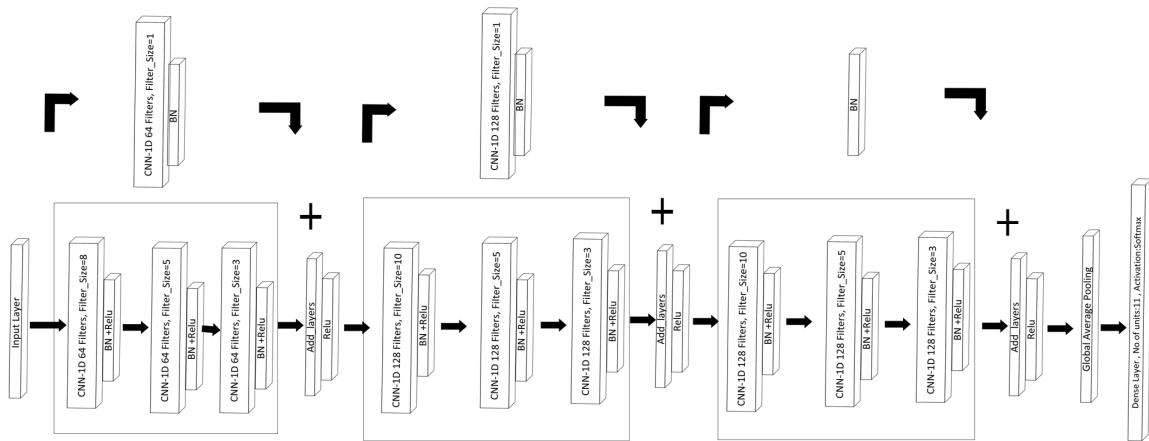 CNN-1D 64 Filters, Filter_Size=1
BN
CNN-1D 128 Filters, Filter_Size=1
BN
BN
Input Layer
CNN-1D 64 Filters, Filter_Size=8
BN +Relu
CNN-1D 64 Filters, Filter_Size=5
BN +Relu
CNN-1D 64 Filters, Filter_Size=3
BN +Relu
+
Add_layers
Relu
CNN-1D 128 Filters, Filter_Size=10
BN +Relu
CNN-1D 128 Filters, Filter_Size=5
BN +Relu
CNN-1D 128 Filters, Filter_Size=3
BN +Relu
+
Add_layers
Relu
CNN-1D 128 Filters, Filter_Size=10
BN +Relu
CNN-1D 128 Filters, Filter_Size=5
BN +Relu
CNN-1D 128 Filters, Filter_Size=3
BN +Relu
+
Add_layers
Relu
Global Average Pooling
Dense Layer , No of units:11 , Activation:Softmax